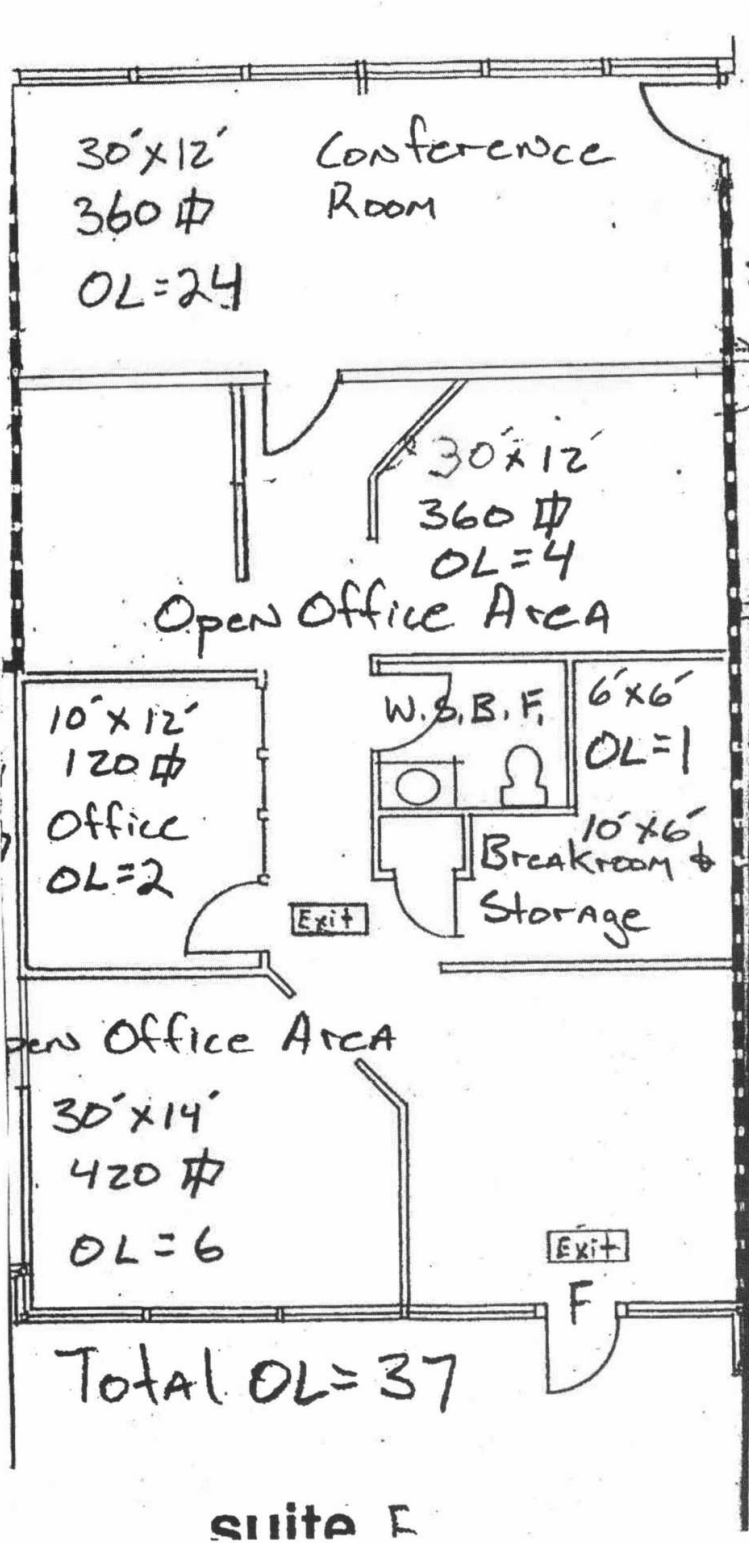 30'x12'
360 ⏍
OL=24
Conference
Room
30'x12'
360 ⏍
OL=4
Open Office Area
10'x12'
120 ⏍
Office
OL=2
W.S.B.F.
6'x6'
OL=1
10'x6'
Breakroom &
Storage
Exit
pen Office Area
30'x14'
420 ⏍
OL=6
Exit
F
Total OL=37
suite F